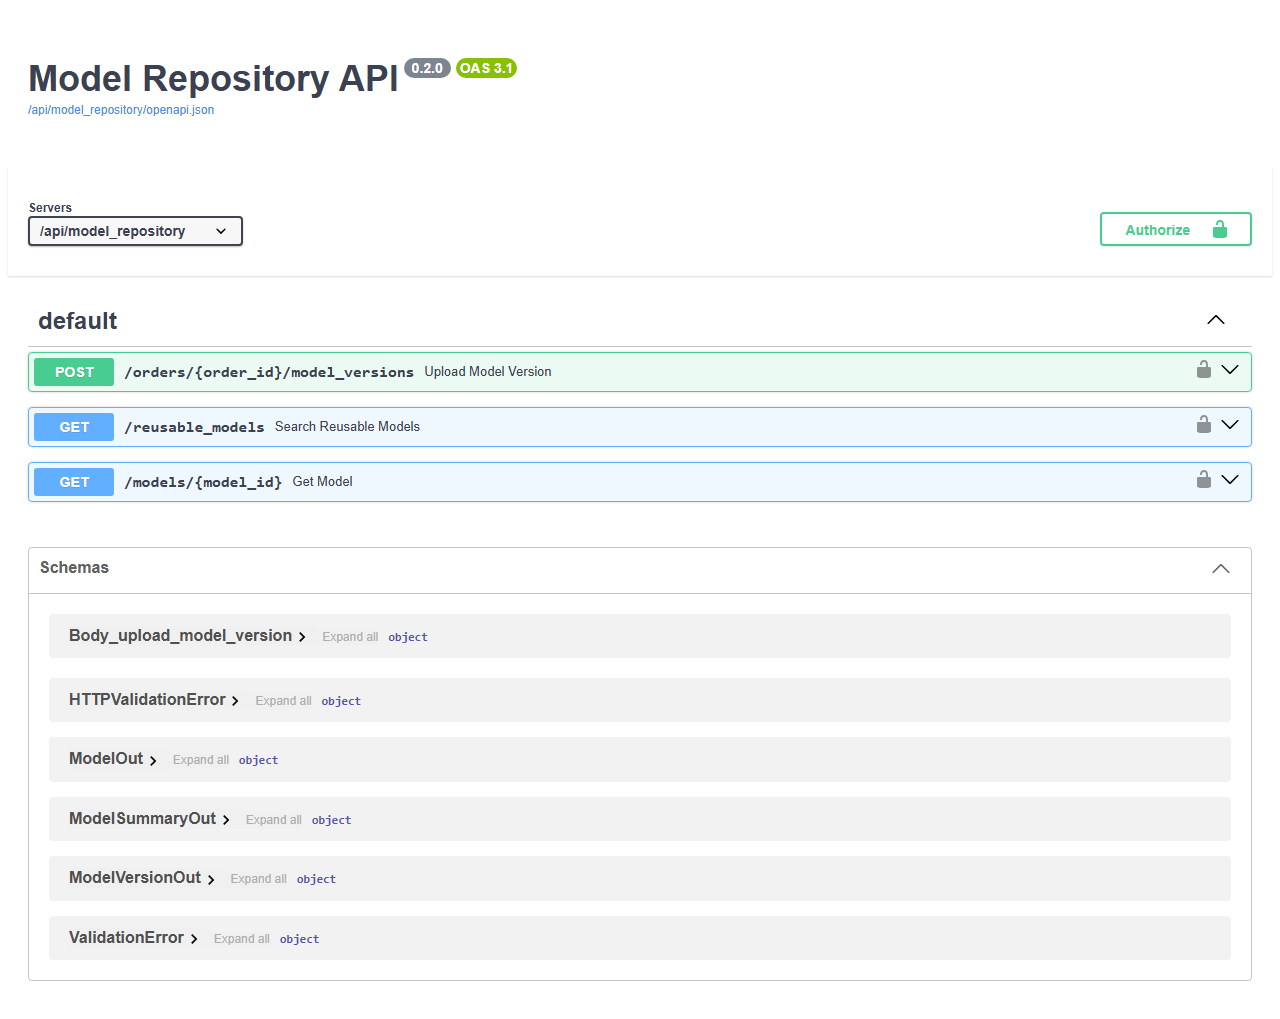 Model Repository API 0.2.0 OAS 3.1
/api/model_repository/openapi.json
Servers
/api/model_repository
Authorize
default
POST /orders/{order_id}/model_versions Upload Model Version
GET /reusable_models Search Reusable Models
GET /models/{model_id} Get Model
Schemas
Body_upload_model_version Expand all object
HTTPValidationError Expand all object
ModelOut Expand all object
ModelSummaryOut Expand all object
ModelVersionOut Expand all object
ValidationError Expand all object